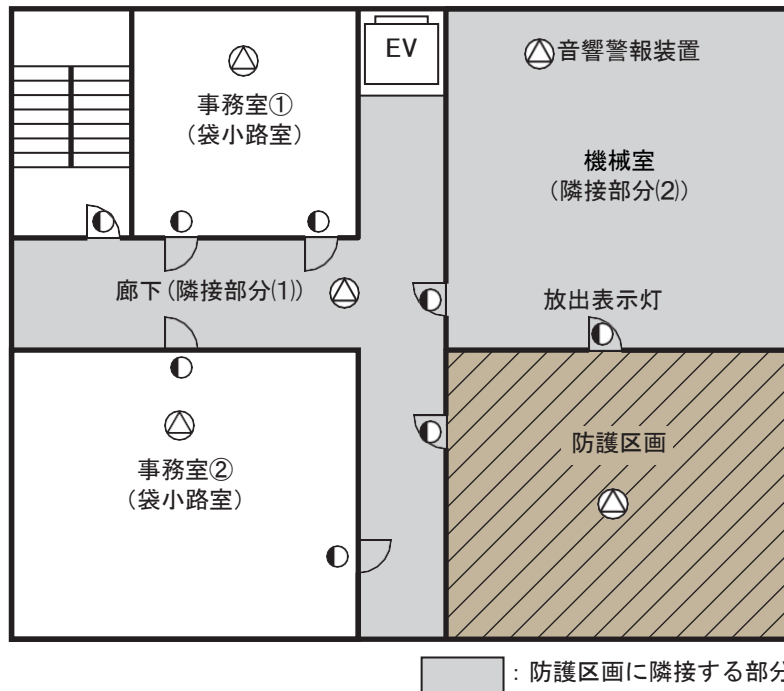 EV
音響警報装置
事務室①
（袋小路室）
機械室
（隣接部分⑵）
廊下（隣接部分⑴）
放出表示灯
防護区画
事務室②
（袋小路室）
：防護区画に隣接する部分